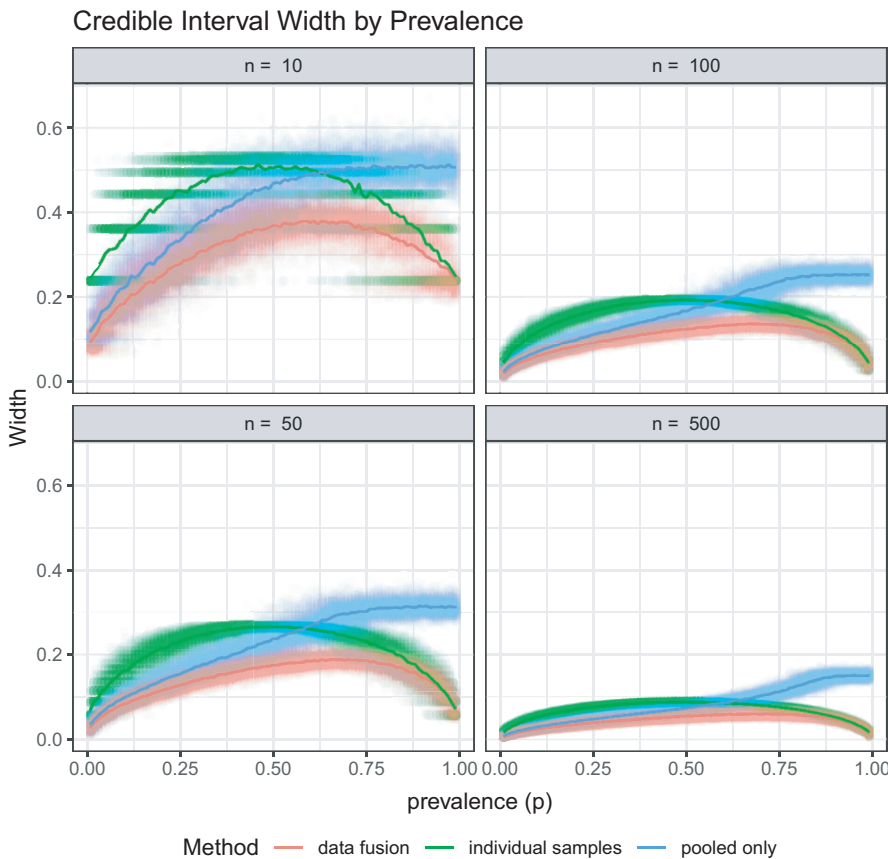 Credible Interval Width by Prevalence
n = 10
n = 100
0.6
0.4
0.2
0.0
Width
n = 50
n = 500
0.6
0.4
0.2
0.0
0.00 0.25 0.50 0.75 1.00
0.00 0.25 0.50 0.75 1.00
prevalence (p)
Method data fusion individual samples pooled only